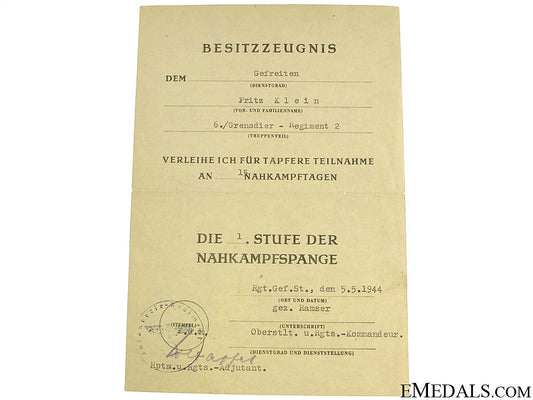 BESITZZEUGNIS
DEM Gefreiten
(DIENSTGRAD)
Fritz Klein
(VOR- UND FAMILIENNAME)
6./Grenadier - Regiment 2
(TRUPPENTEIL)
VERLEIHE ICH FÜR TAPFERE TEILNAHME
AN 15 NAHKAMPFTAGEN
DIE 1. STUFE DER
NAHKAMPFSPANGE
Rgt.Gef.St., den 5.5.1944
(ORT UND DATUM)
gez. Ramser
(UNTERSCHRIFT)
(STEMPEL)
Oberstlt. u.Rgts.-Kommandeur.
(DIENSTGRAD UND DIENSTSTELLUNG)
Hptm.u.Rgts.-Adjutant.
EMEDALS.COM